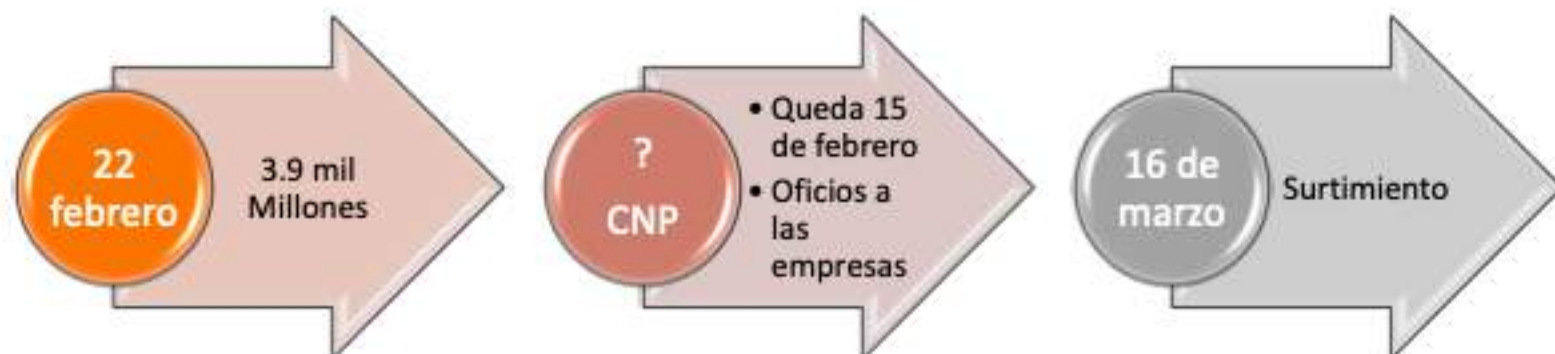 22
febrero
3.9 mil
Millones
?
CNP
• Queda 15
de febrero
• Oficios a
las
empresas
16 de
marzo
Surtimiento